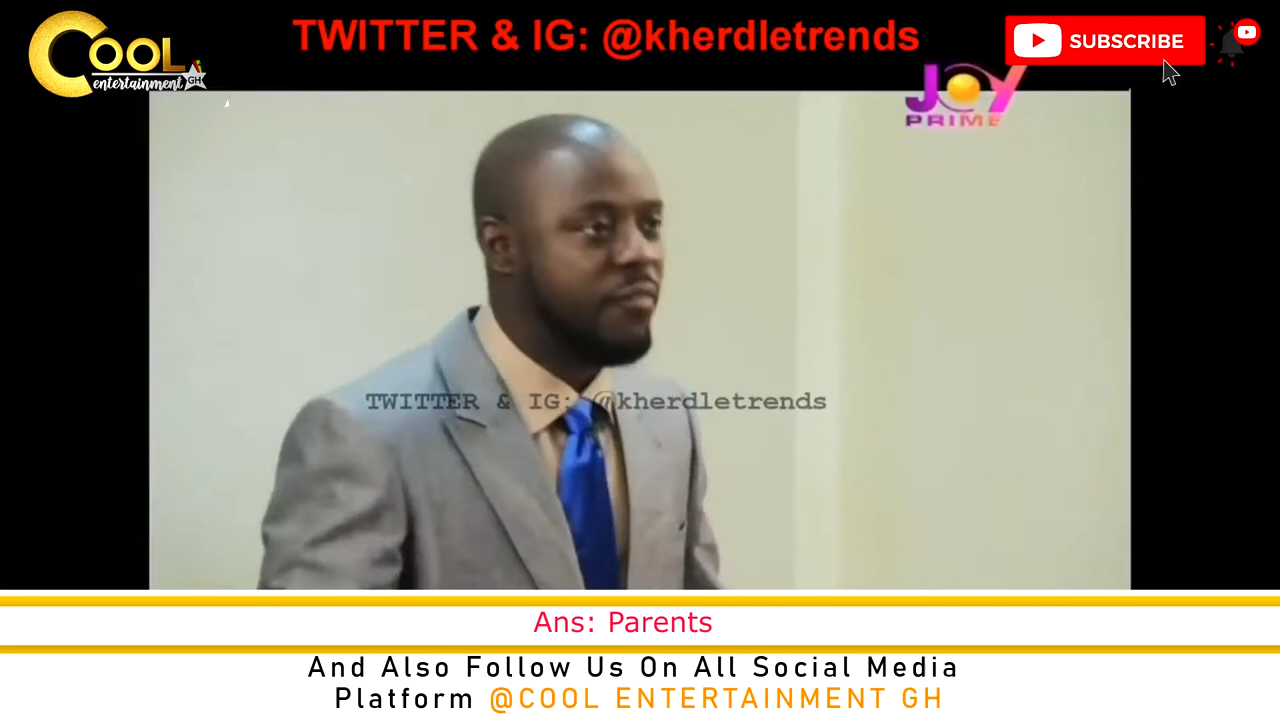 COOL
entertainment GH
TWITTER & IG: @kherdletrends
SUBSCRIBE
JOY
PRIME
TWITTER & IG: @kherdletrends
Ans: Parents
And Also Follow Us On All Social Media
Platform @COOL ENTERTAINMENT GH